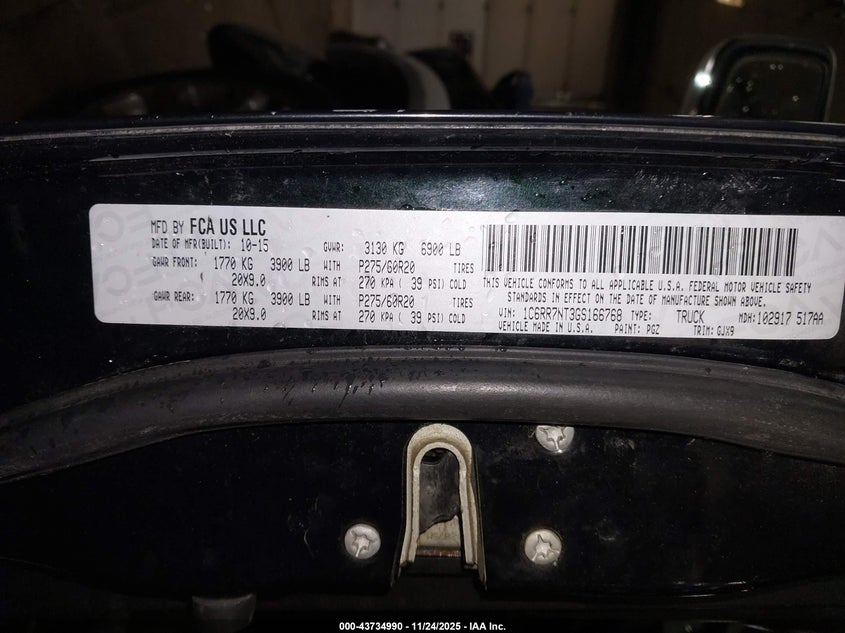 MFD BY FCA US LLC
DATE OF MFR(BUILT): 10-15 GVWR: 3130 KG 6900 LB
GAWR FRONT: 1770 KG 3900 LB WITH P275/60R20 TIRES
20X9.0 RIMS AT 270 KPA ( 39 PSI) COLD
GAWR REAR: 1770 KG 3900 LB WITH P275/60R20 TIRES
20X9.0 RIMS AT 270 KPA ( 39 PSI) COLD
THIS VEHICLE CONFORMS TO ALL APPLICABLE U.S.A. FEDERAL MOTOR VEHICLE SAFETY
STANDARDS IN EFFECT ON THE DATE OF MANUFACTURE SHOWN ABOVE.
VIN: 1C6RR7NT3GS166768 TYPE: TRUCK MDH:102917 517AA
VEHICLE MADE IN U.S.A. PAINT: PGZ TRIM: GJX9
000-43734990 - 11/24/2025 - IAA Inc.